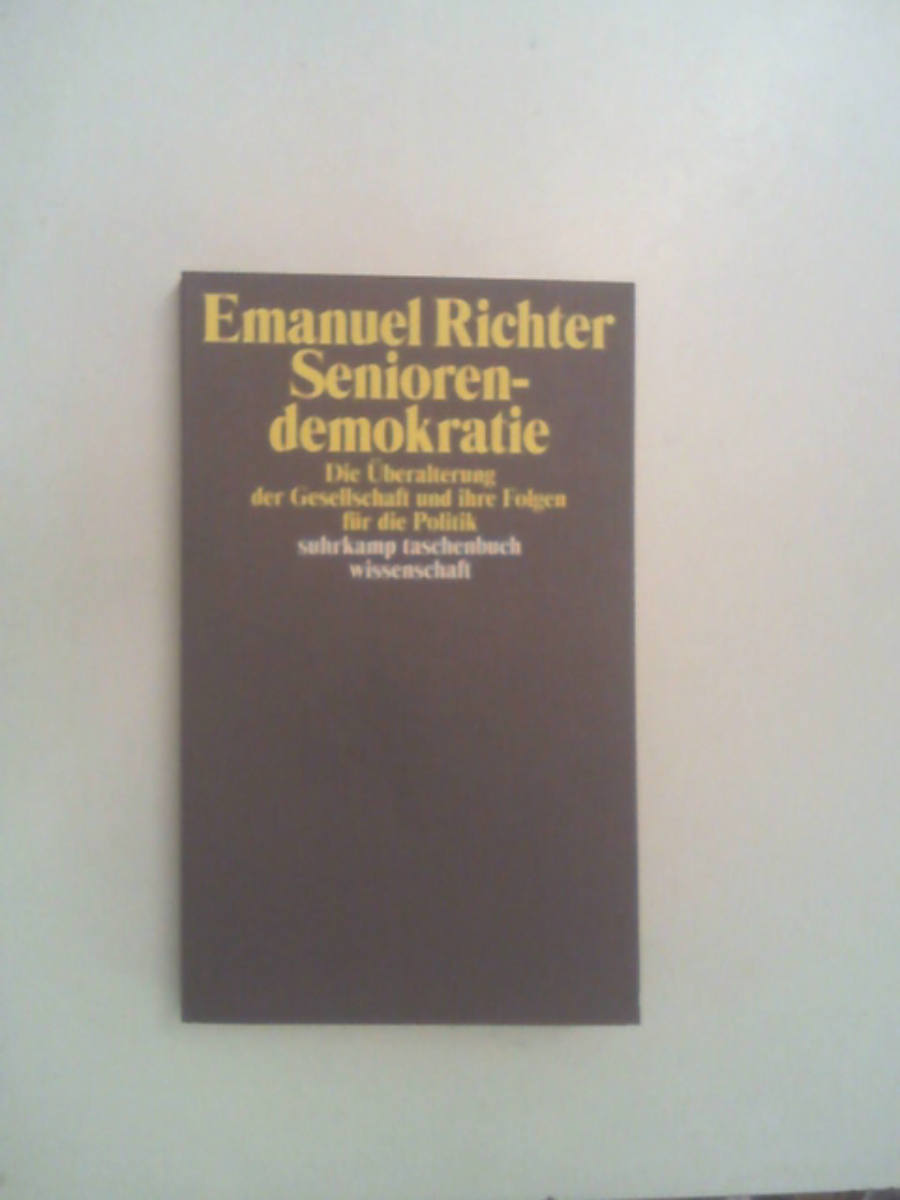 Emanuel Richter
Senioren-
demokratie
Die Überalterung
der Gesellschaft und ihre Folgen
für die Politik
suhrkamp taschenbuch
wissenschaft